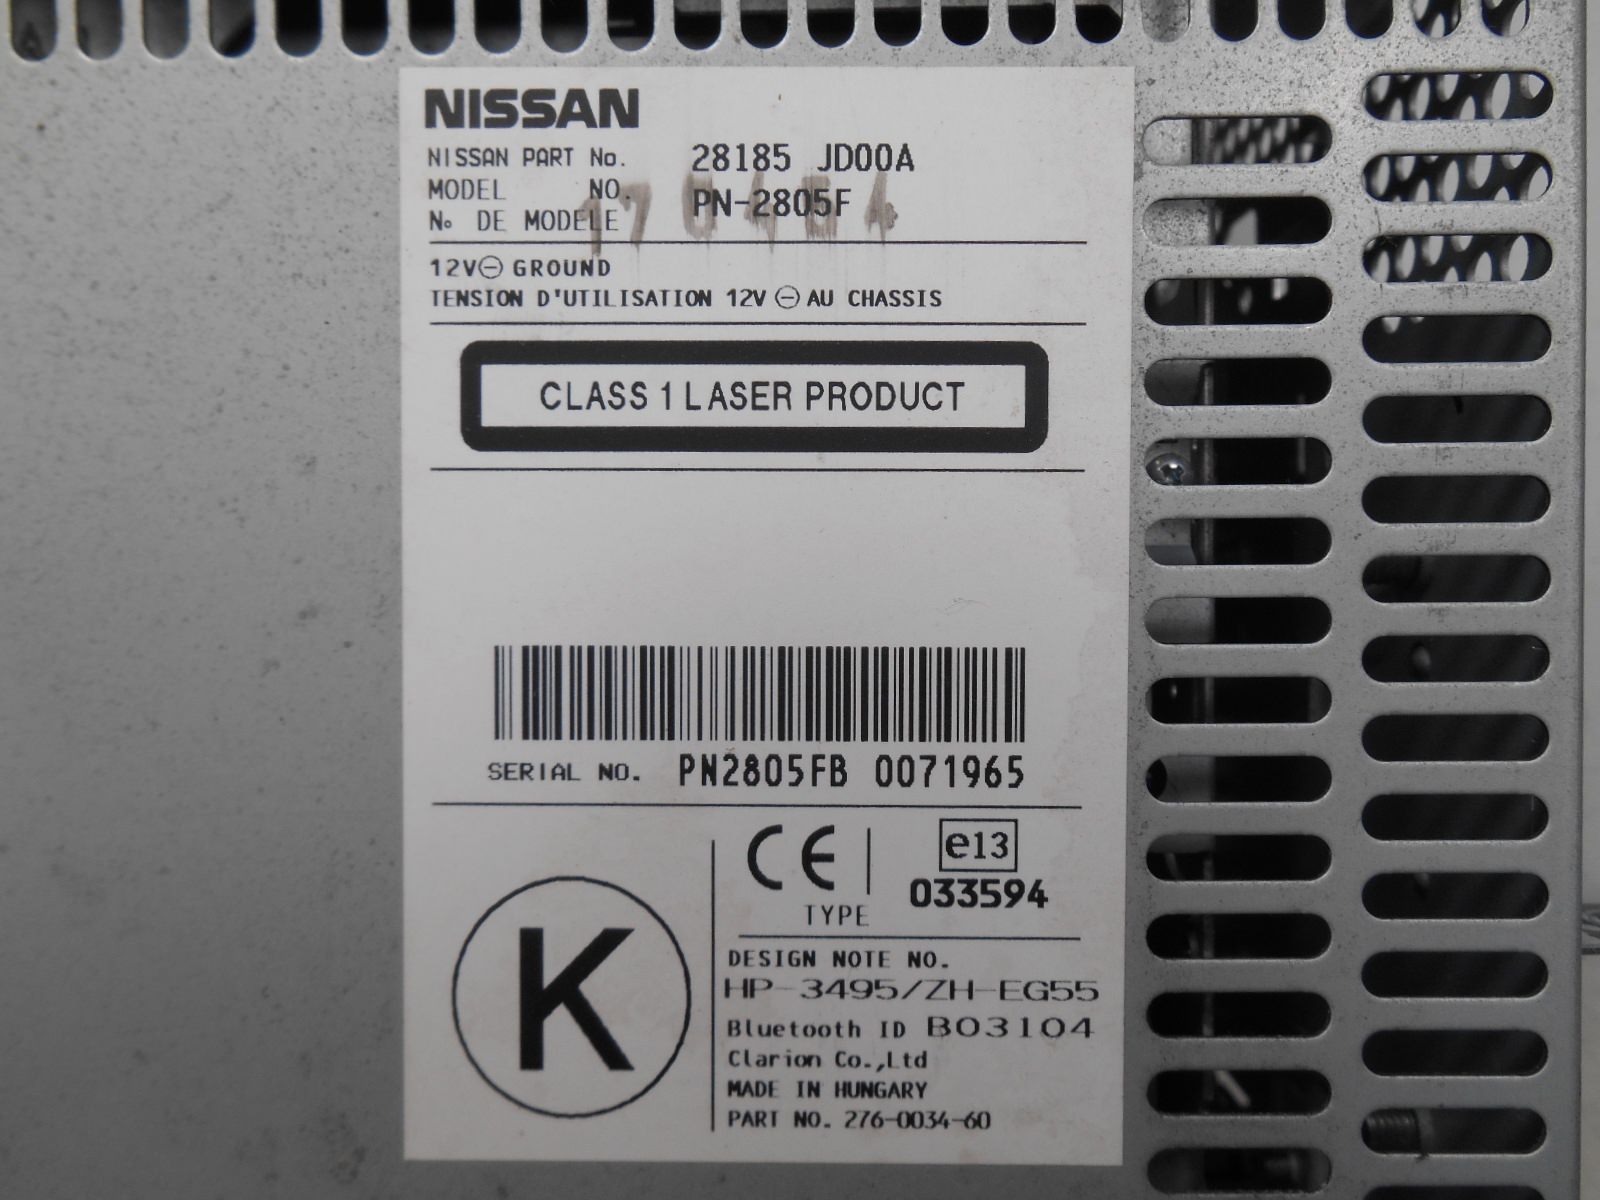 NISSAN
NISSAN PART No. 28185 JD00A
MODEL NO. PN-2805F
No DE MODELE
12V⊖ GROUND
TENSION D'UTILISATION 12V ⊖ AU CHASSIS
CLASS 1 LASER PRODUCT
SERIAL NO. PN2805FB 0071965
CE e13
TYPE 033594
K
DESIGN NOTE NO.
HP-3495/ZH-EG55
Bluetooth ID B03104
Clarion Co.,Ltd
MADE IN HUNGARY
PART NO. 276-0034-60